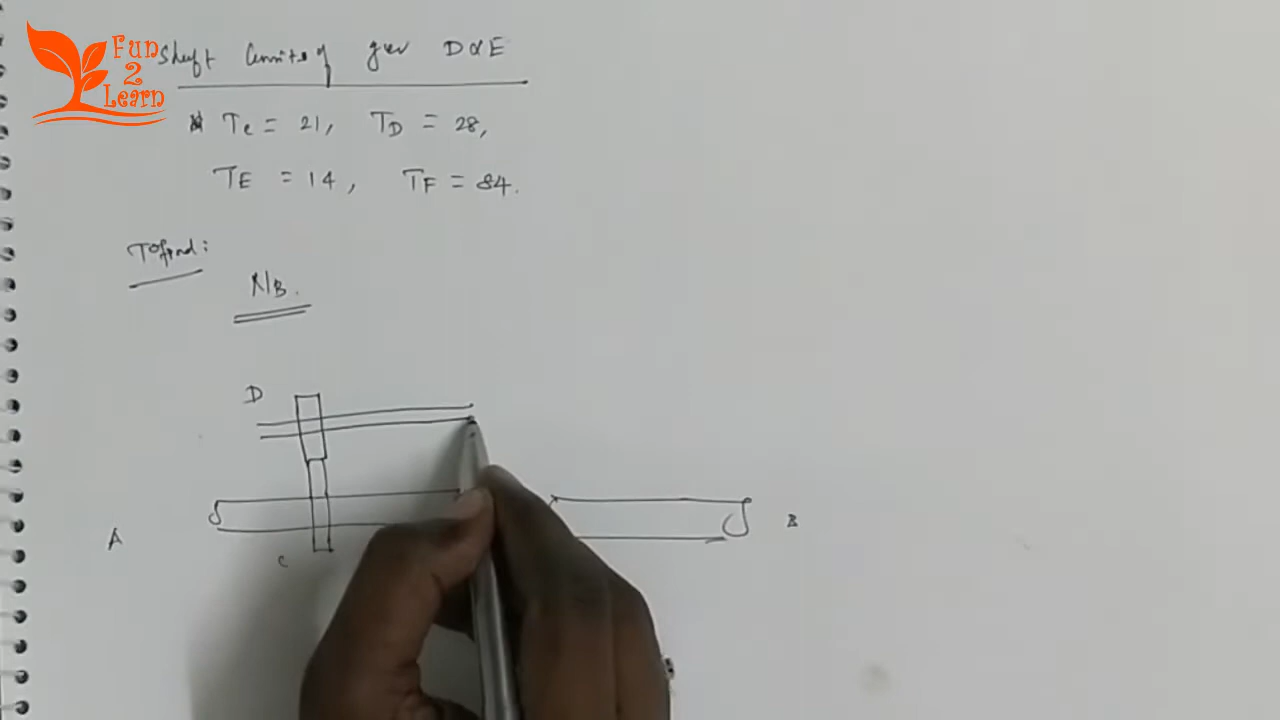 Fun
2
Learn
Shaft Consists of gear D & E
Tc = 21, TD = 28,
TE = 14, TF = 84.
To find:
NB.
D
A
B
C